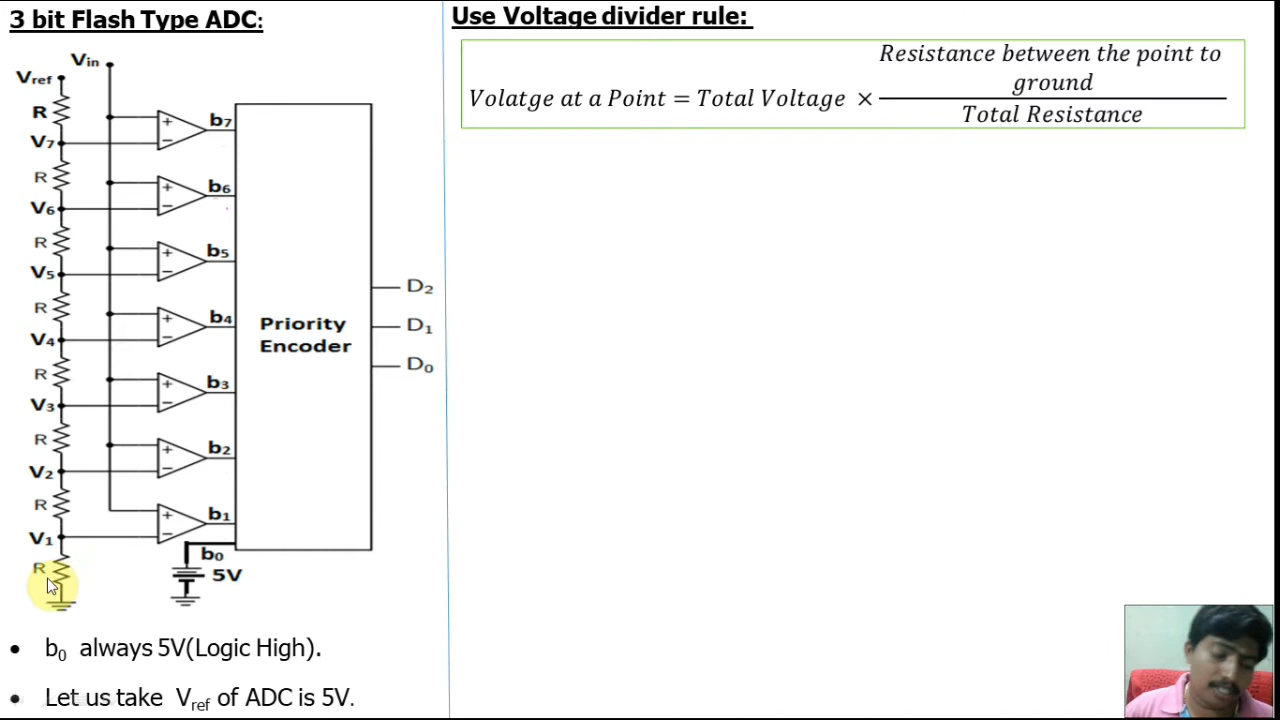 3 bit Flash Type ADC:
Use Voltage divider rule:
Volatge at a Point = Total Voltage × Resistance between the point to
ground
Total Resistance
Vin
Vref
R
b7
V7
R
b6
V6
R
b5
V5
R
b4
V4
R
b3
V3
R
b2
V2
R
b1
V1
R
b0
5V
+
−
+
−
+
−
+
−
+
−
+
−
+
−
Priority
Encoder
D2
D1
D0
• b0 always 5V(Logic High).
• Let us take Vref of ADC is 5V.